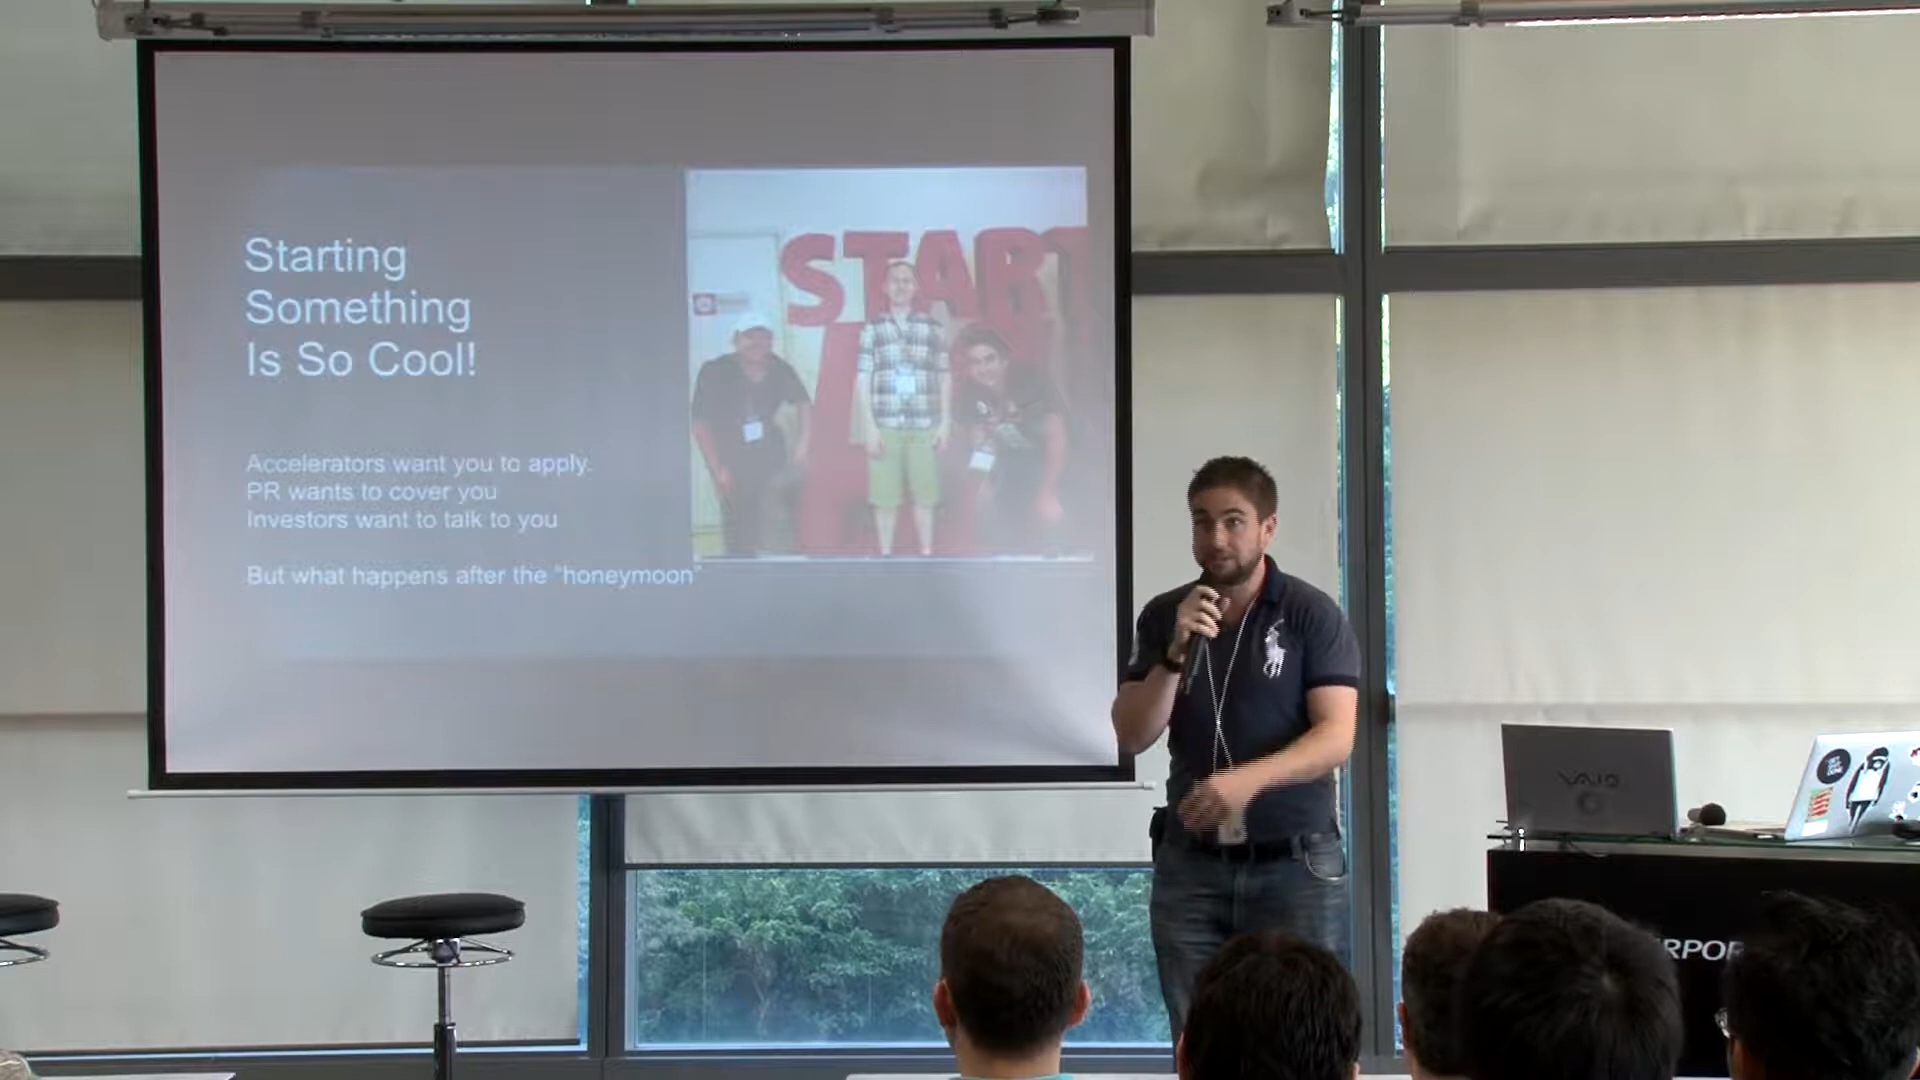 Starting
Something
Is So Cool!
Accelerators want you to apply.
PR wants to cover you
Investors want to talk to you
But what happens after the "honeymoon"
START
VAIO
RPOR